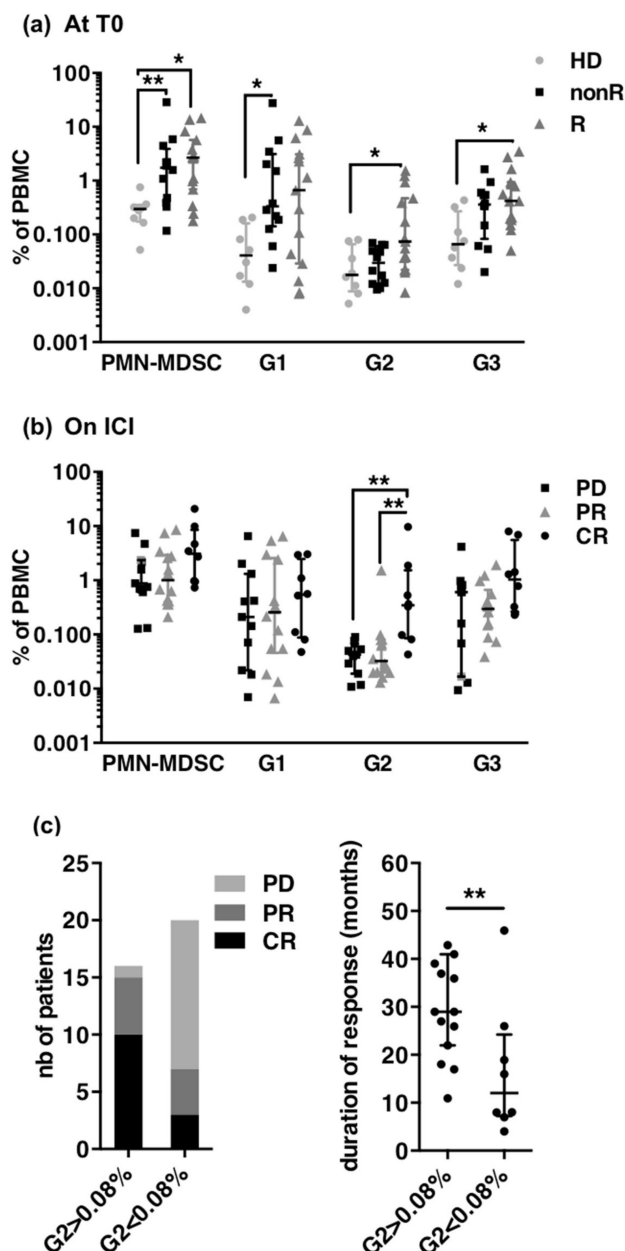 (a) At T0
% of PBMC
100
10
1
0.100
0.010
0.001
** * * * *
HD
nonR
R
PMN-MDSC G1 G2 G3
(b) On ICI
% of PBMC
100
10
1
0.100
0.010
0.001
**
**
PD
PR
CR
PMN-MDSC G1 G2 G3
(c)
nb of patients
25
20
15
10
5
0
PD
PR
CR
G2>0.08% G2<0.08%
duration of response (months)
60
50
40
30
20
10
0
**
G2>0.08% G2<0.08%